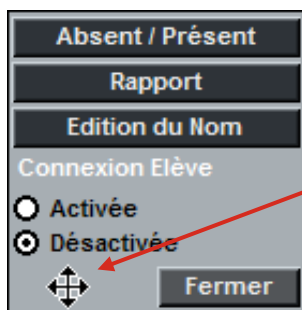 Absent / Présent
Rapport
Edition du Nom
Connexion Elève
Activée
Désactivée
Fermer